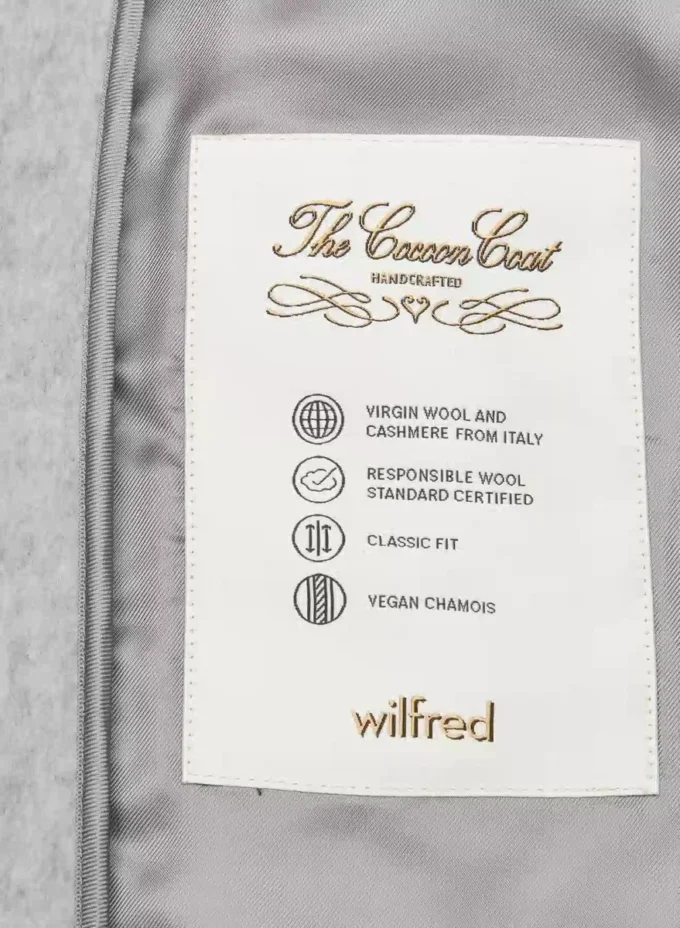 The Cocoon Coat
HANDCRAFTED
VIRGIN WOOL AND
CASHMERE FROM ITALY
RESPONSIBLE WOOL
STANDARD CERTIFIED
CLASSIC FIT
VEGAN CHAMOIS
wilfred